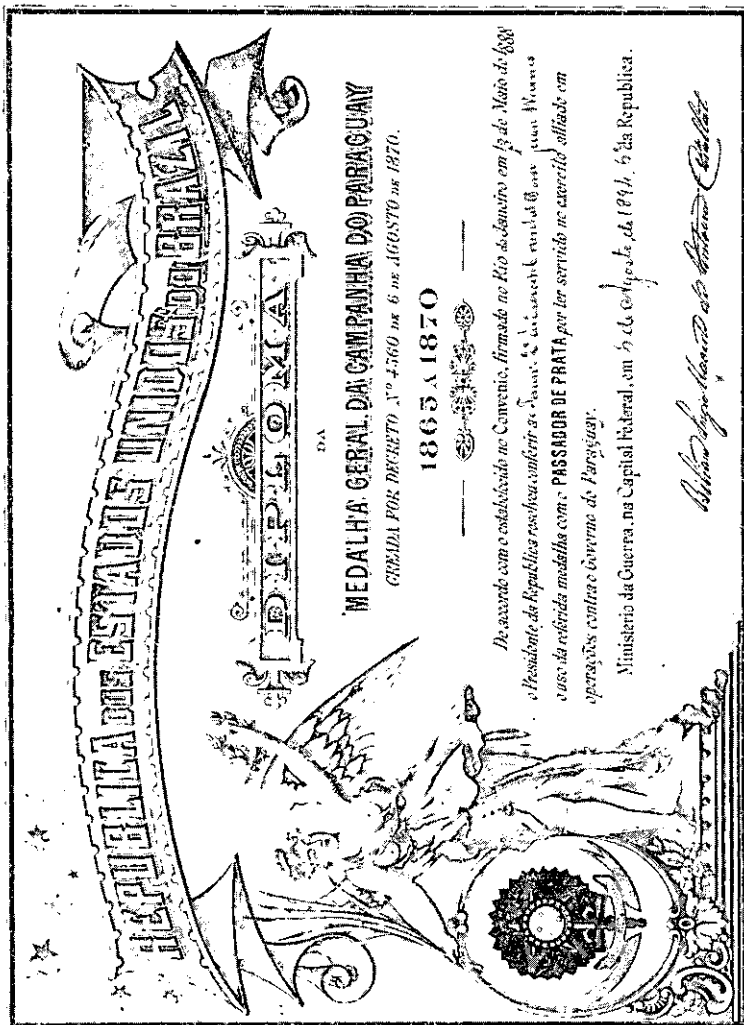 REPUBLICA DOS ESTADOS UNIDOS DO BRAZIL
DIPLOMA
DA
MEDALHA GERAL DA CAMPANHA DO PARAGUAY
CREADA POR DECRETO Nº 4560 DE 6 DE AGOSTO DE 1870.
1865 A 1870
De accordo com o estabelecido no Convenio, firmado no Rio de Janeiro em 13 de Maio de
o Presidente da Republica resolveu conferir a
o uso da referida medalha com o PASSADOR DE PRATA por ter servido no exercito alliado em
operações contra o Governo do Paraguay.
Ministerio da Guerra, na Capital Federal, em 5 de Agosto de 1894, 6º da Republica.